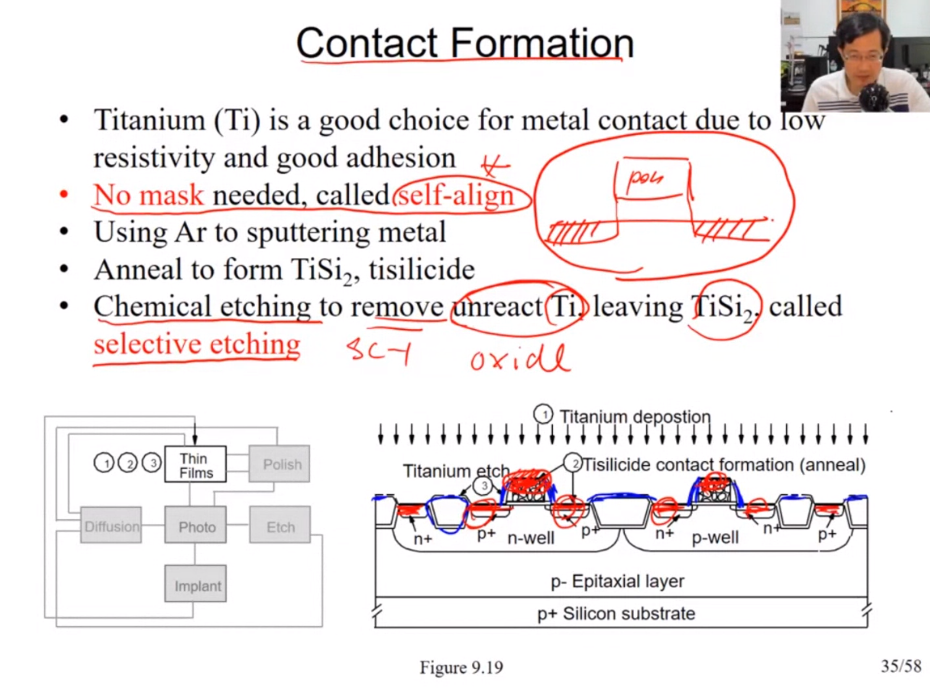 Contact Formation
• Titanium (Ti) is a good choice for metal contact due to low
resistivity and good adhesion
• No mask needed, called self-align
poly
• Using Ar to sputtering metal
• Anneal to form TiSi₂, tisilicide
• Chemical etching to remove unreact Ti, leaving TiSi₂, called
selective etching
SC-1 oxide
1 Titanium depostion
Titanium etch
2 Tisilicide contact formation (anneal)
3
1 2 3
Thin
Films
Polish
Diffusion
Photo
Etch
Implant
n+ p+ n-well p+ n+ p-well n+ p+
p- Epitaxial layer
p+ Silicon substrate
Figure 9.19
35/58